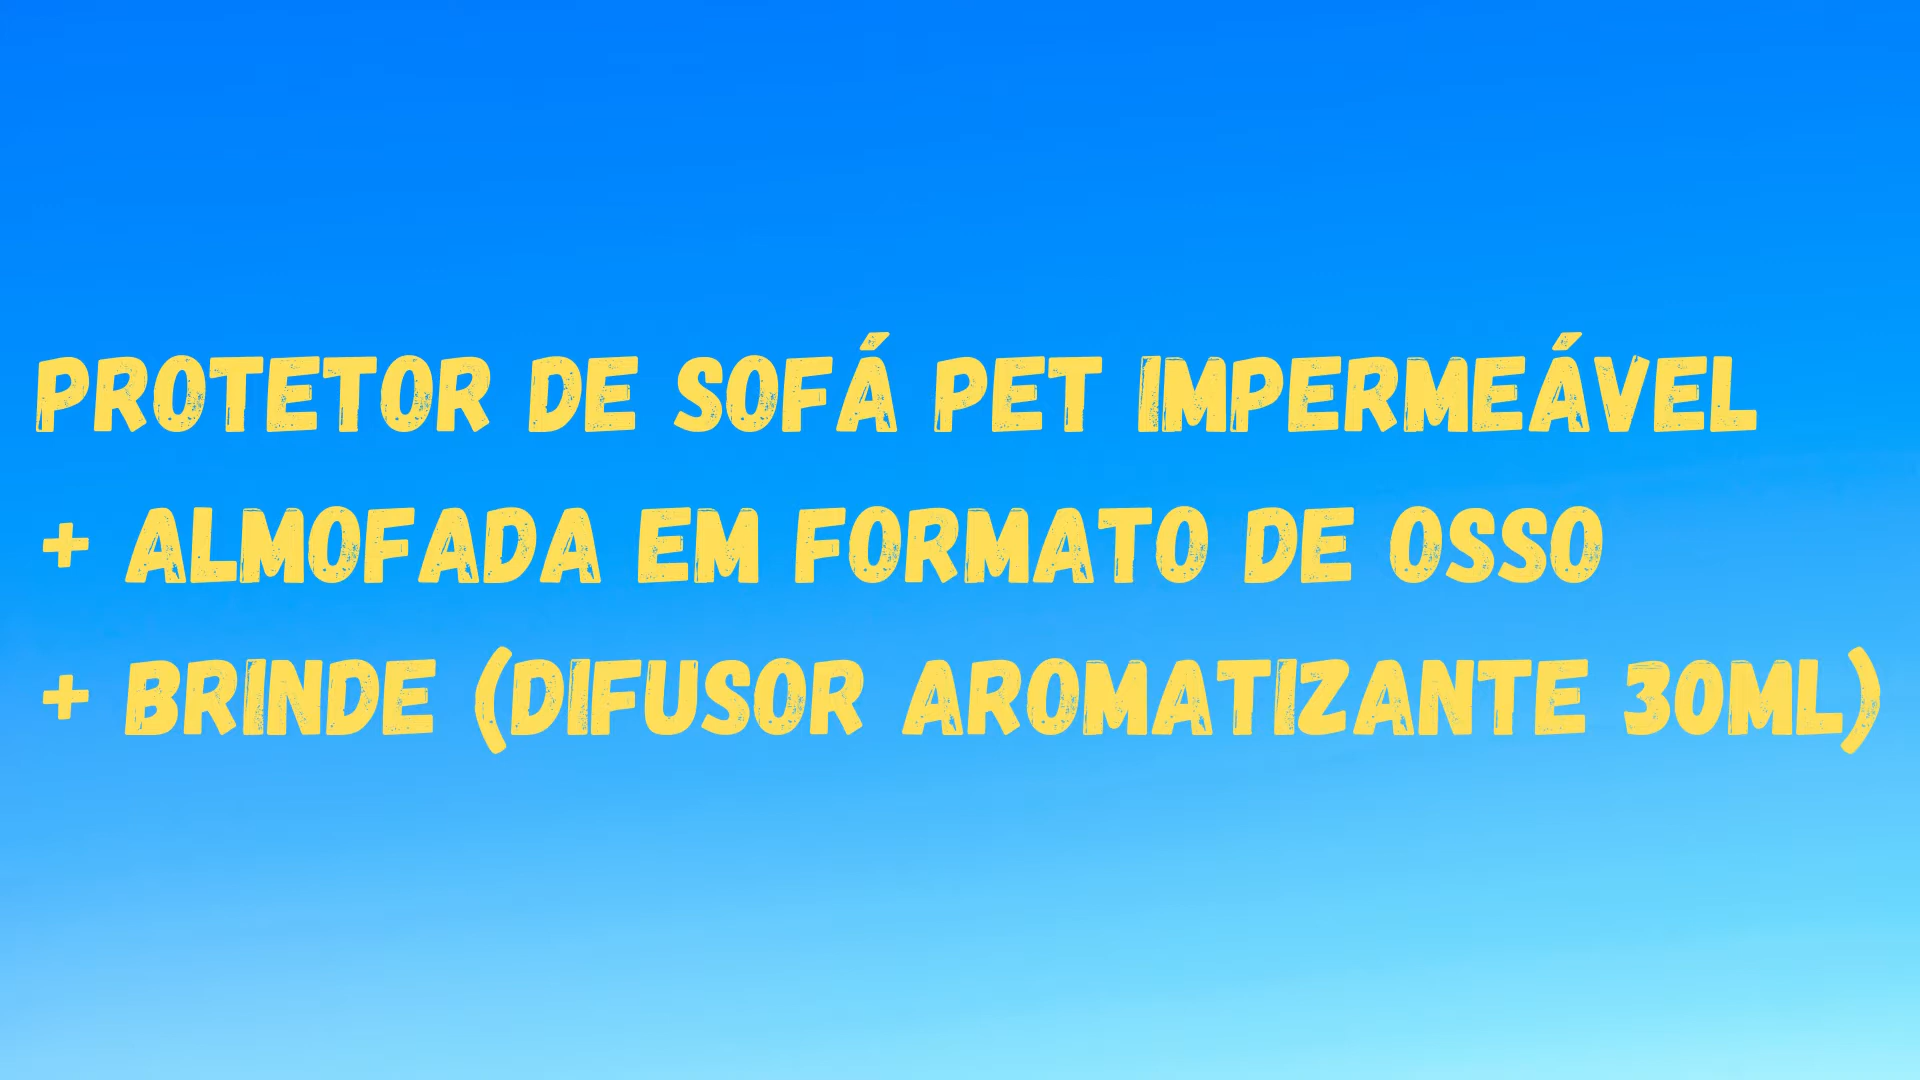 PROTETOR DE SOFÁ PET IMPERMEÁVEL
+ ALMOFADA EM FORMATO DE OSSO
+ BRINDE (DIFUSOR AROMATIZANTE 30ML)